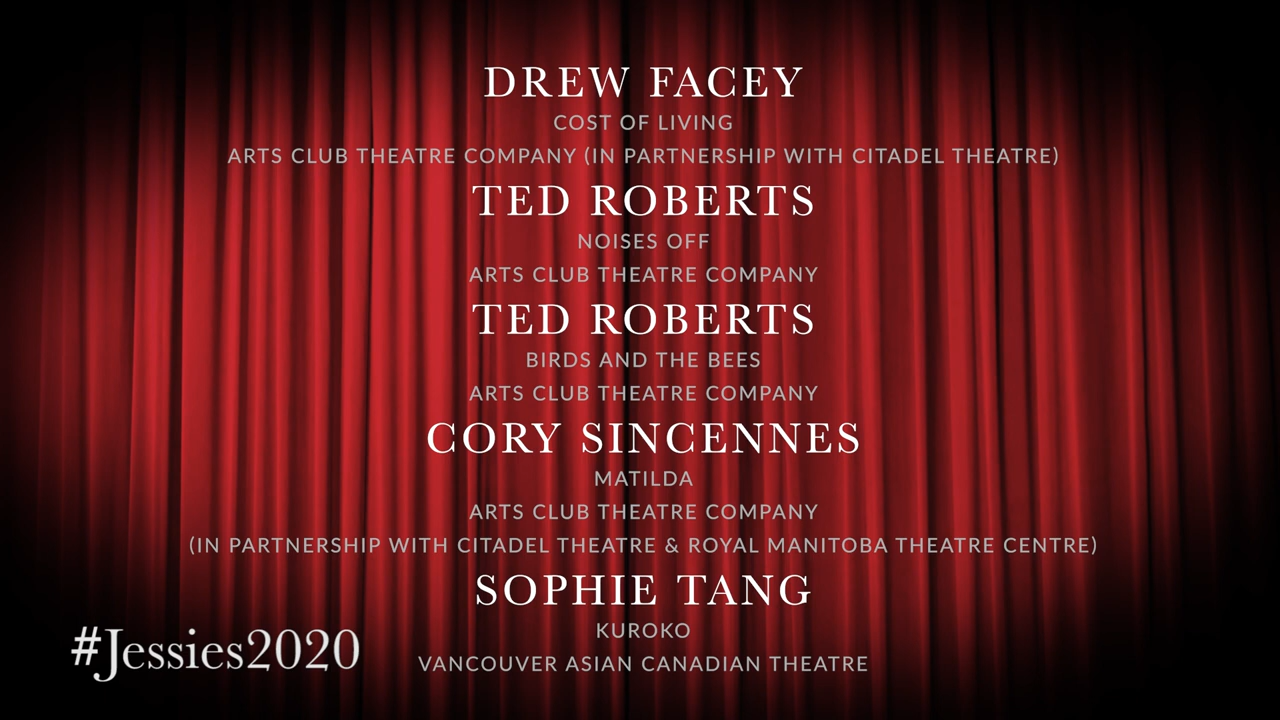 DREW FACEY
COST OF LIVING
ARTS CLUB THEATRE COMPANY (IN PARTNERSHIP WITH CITADEL THEATRE)
TED ROBERTS
NOISES OFF
ARTS CLUB THEATRE COMPANY
TED ROBERTS
BIRDS AND THE BEES
ARTS CLUB THEATRE COMPANY
CORY SINCENNES
MATILDA
ARTS CLUB THEATRE COMPANY
(IN PARTNERSHIP WITH CITADEL THEATRE & ROYAL MANITOBA THEATRE CENTRE)
SOPHIE TANG
KUROKO
VANCOUVER ASIAN CANADIAN THEATRE
#Jessies2020